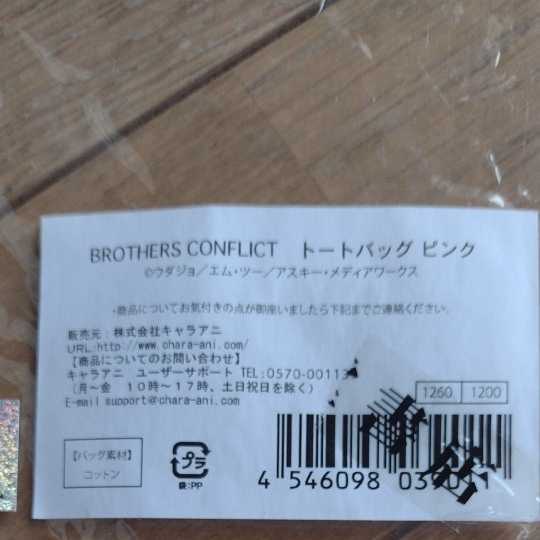 BROTHERS CONFLICT トートバッグ ピンク
©ウダジョ／エム・ツー／アスキー・メディアワークス
・商品についてお気付きの点が御座いましたら下記までご連絡ください。
販売元：株式会社キャラアニ
URL:http://www.chara-ani.com/
【商品についてのお問い合わせ】
キャラアニ ユーザーサポート TEL:0570-00113
（月〜金 １０時〜１７時、土日祝日を除く）
E-mail support@chara-ani.com
1260 1200
【バッグ素材】
コットン
プラ
袋:PP
4 546098